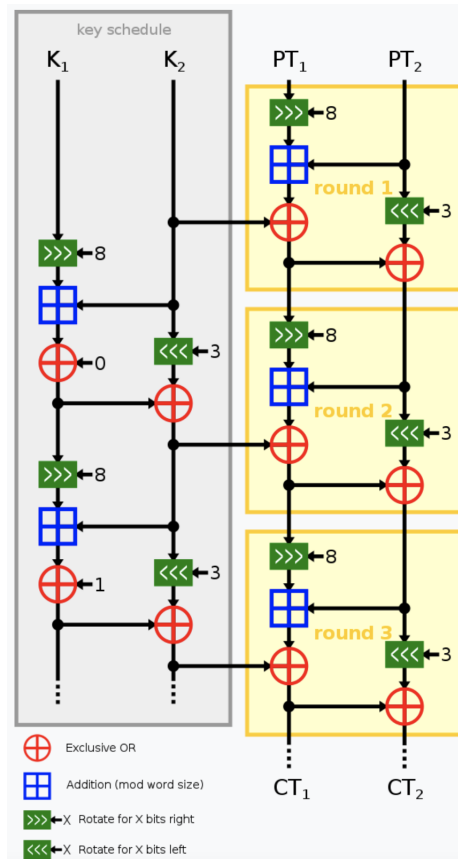 key schedule
K₁ K₂ PT₁ PT₂
>>> 8
round 1
<<< 3
>>> 8
0
<<< 3
>>> 8
round 2
<<< 3
>>> 8
1
<<< 3
>>> 8
round 3
<<< 3
CT₁ CT₂
Exclusive OR
Addition (mod word size)
>>> X Rotate for X bits right
<<< X Rotate for X bits left